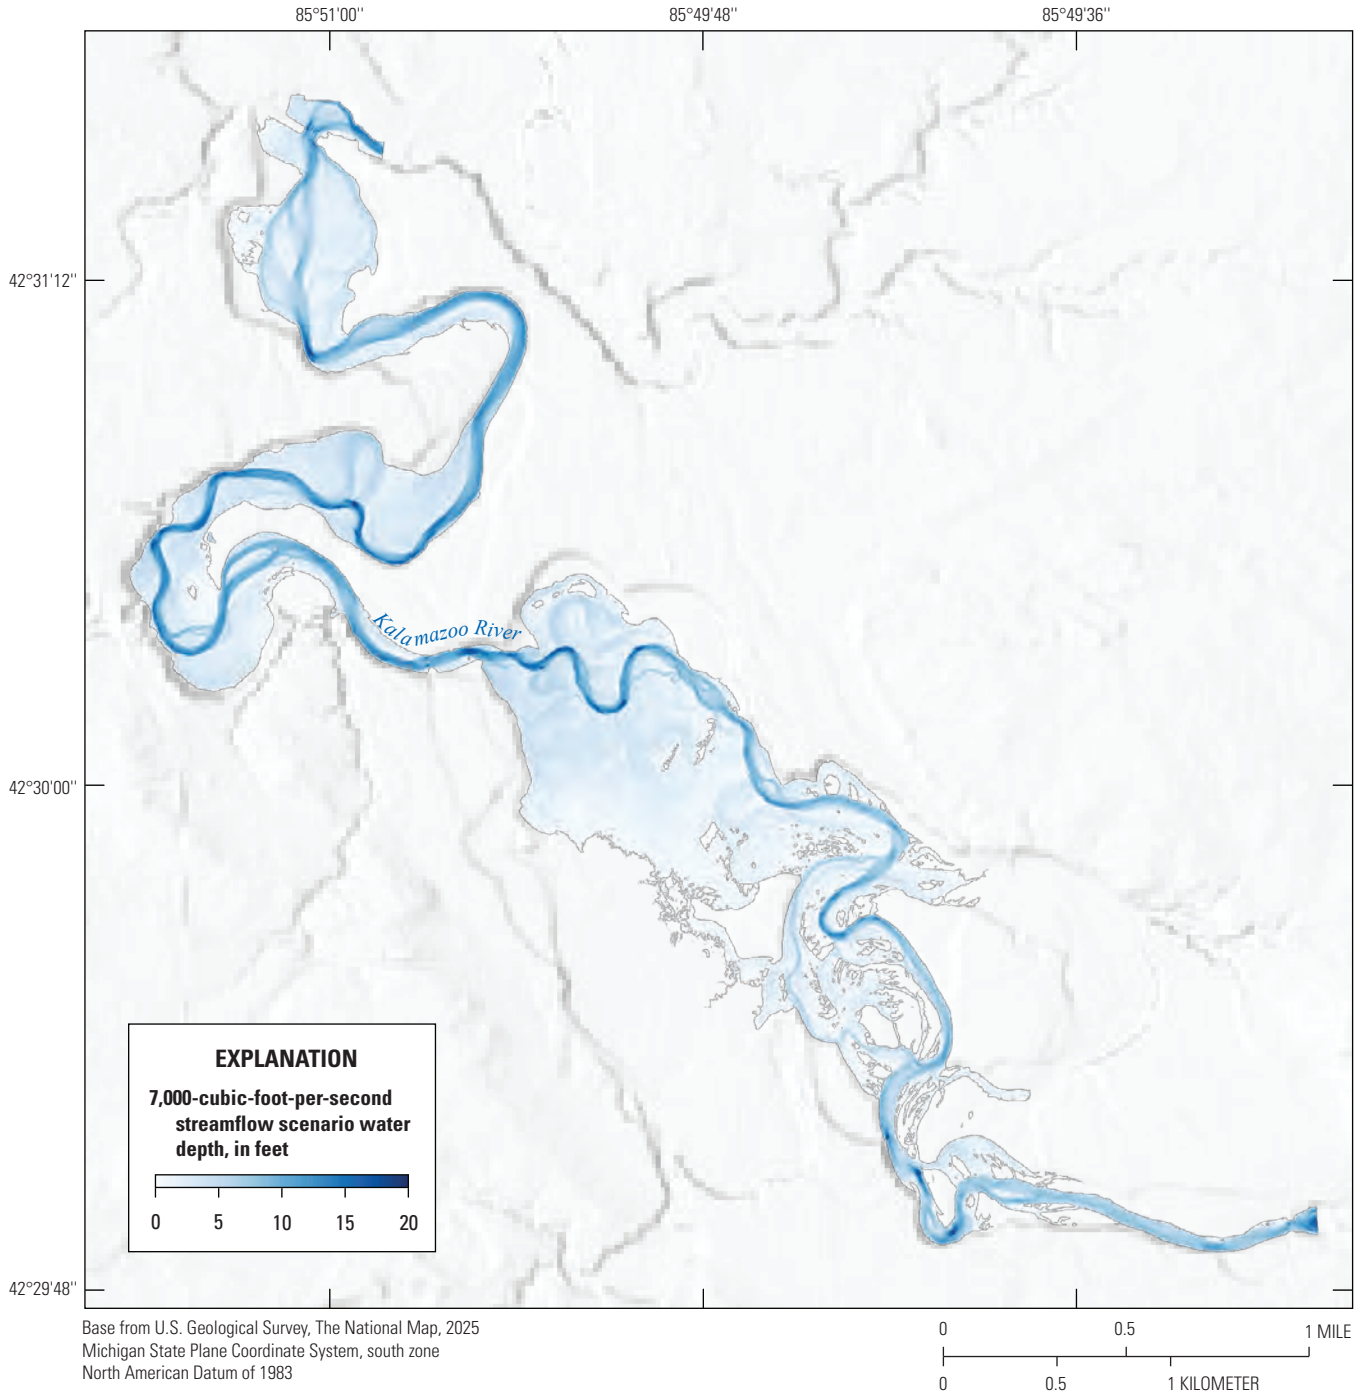 85°51'00"
85°49'48"
85°49'36"
42°31'12"
Kalamazoo River
42°30'00"
EXPLANATION
7,000-cubic-foot-per-second
streamflow scenario water
depth, in feet
0 5 10 15 20
42°29'48"
Base from U.S. Geological Survey, The National Map, 2025
Michigan State Plane Coordinate System, south zone
North American Datum of 1983
0 0.5 1 MILE
0 0.5 1 KILOMETER